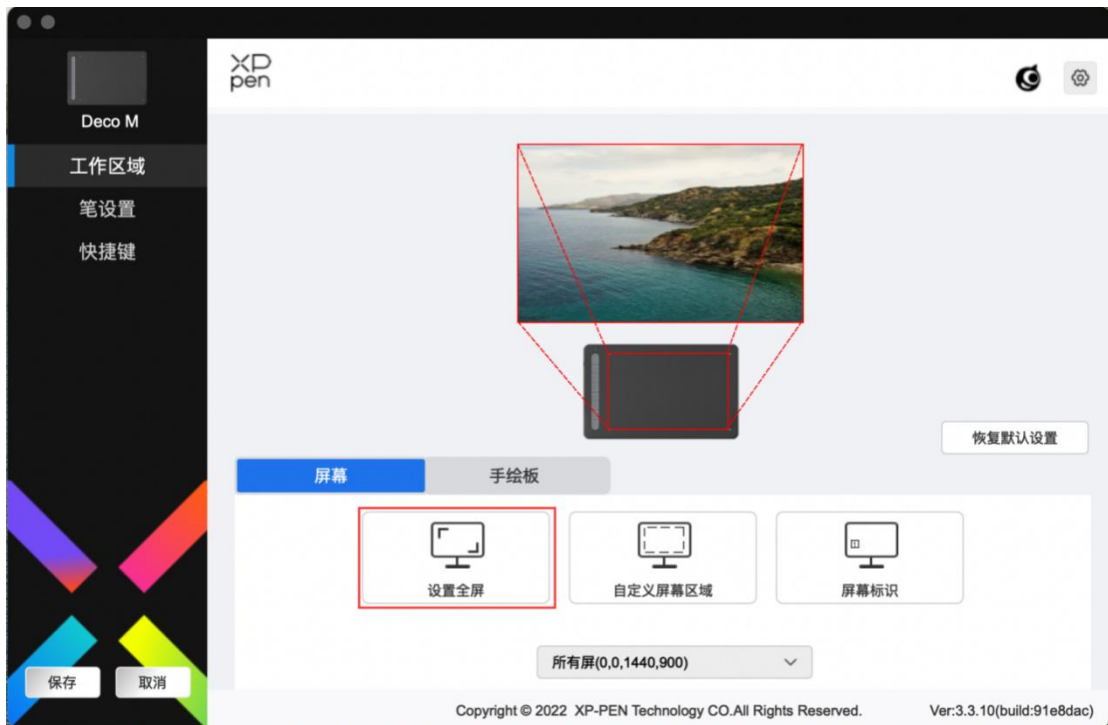 XP
pen
Deco M
工作区域
笔设置
快捷键
恢复默认设置
屏幕
手绘板
设置全屏
自定义屏幕区域
屏幕标识
所有屏(0,0,1440,900)
保存
取消
Copyright © 2022 XP-PEN Technology CO.All Rights Reserved.
Ver:3.3.10(build:91e8dac)